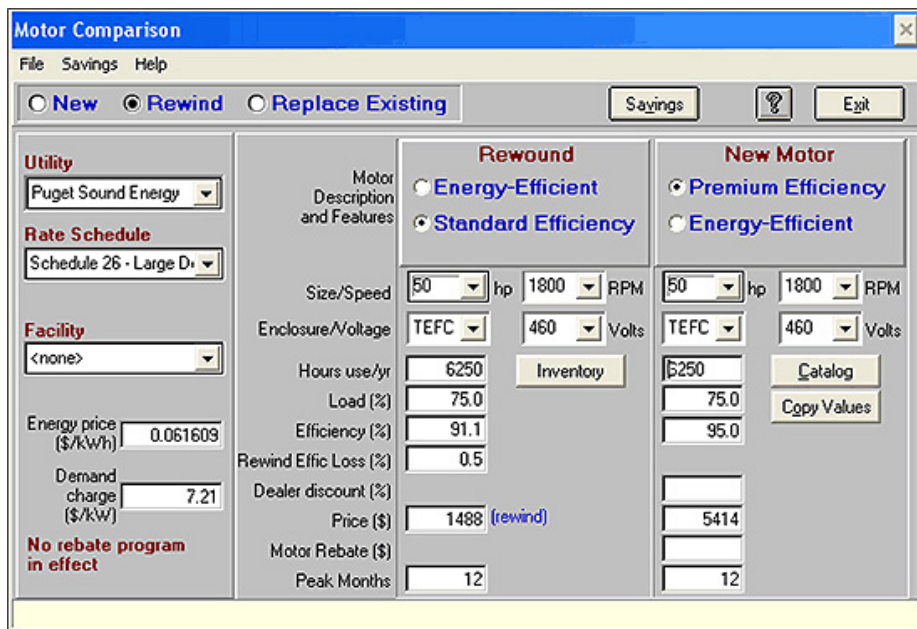 Motor Comparison
File Savings Help
New Rewind Replace Existing Savings ? Exit
Utility
Puget Sound Energy
Rate Schedule
Schedule 26 - Large D
Facility
<none>
Energy price
($/kWh) 0.061609
Demand
charge
($/kW) 7.21
No rebate program
in effect
Motor
Description
and Features
Rewound New Motor
Energy-Efficient Premium Efficiency
Standard Efficiency Energy-Efficient
Size/Speed 50 hp 1800 RPM 50 hp 1800 RPM
Enclosure/Voltage TEFC 460 Volts TEFC 460 Volts
Hours use/yr 6250 Inventory 6250 Catalog
Load (%) 75.0 75.0 Copy Values
Efficiency (%) 91.1 95.0
Rewind Effic Loss (%) 0.5
Dealer discount (%)
Price ($) 1488 (rewind) 5414
Motor Rebate ($)
Peak Months 12 12